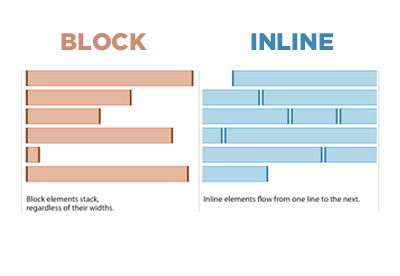 BLOCK
INLINE
Block elements stack,
regardless of their widths.
Inline elements flow from one line to the next.